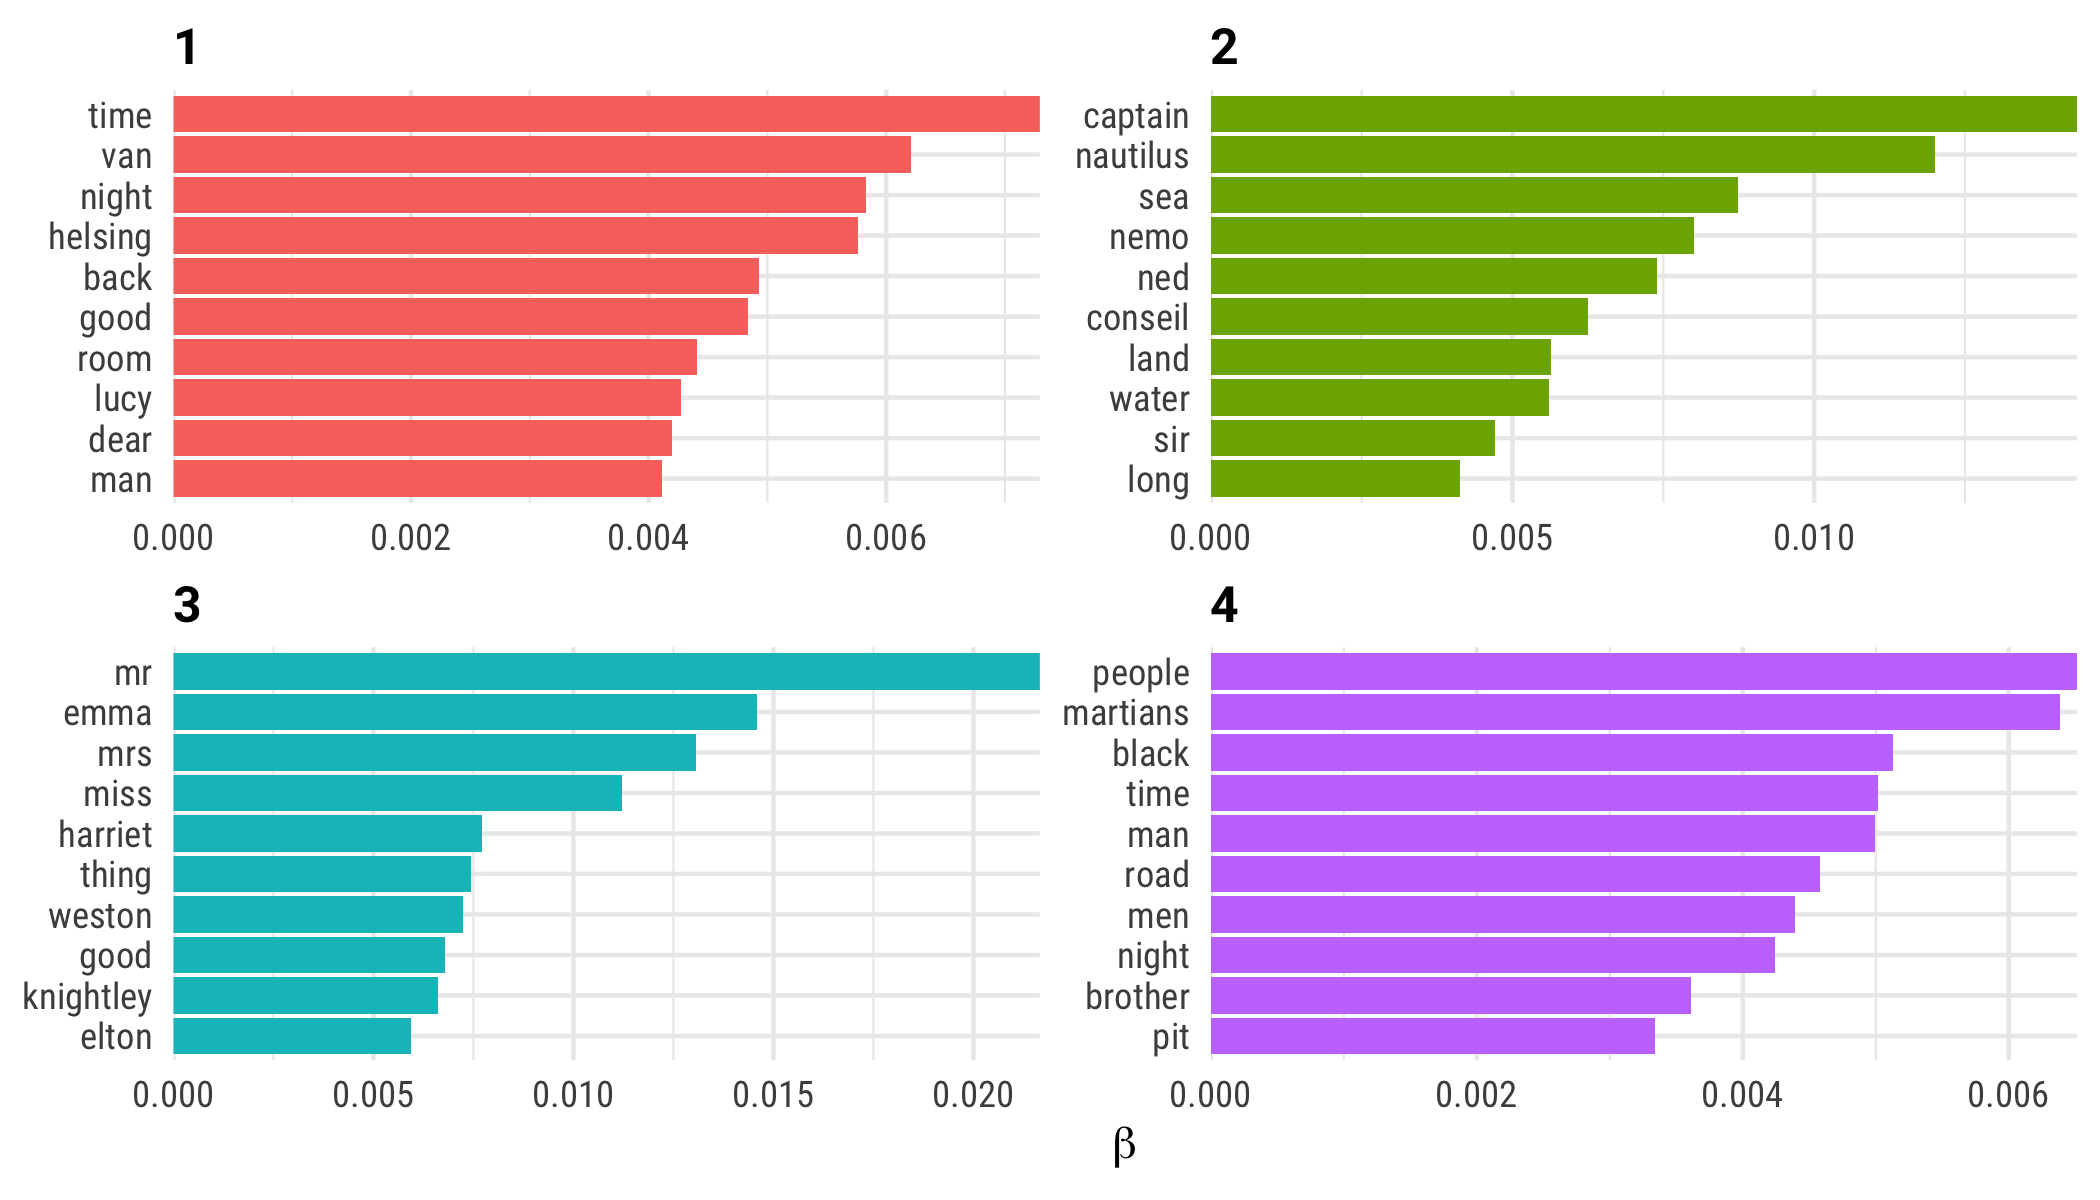 1
time
van
night
helsing
back
good
room
lucy
dear
man
0.000 0.002 0.004 0.006
2
captain
nautilus
sea
nemo
ned
conseil
land
water
sir
long
0.000 0.005 0.010
3
mr
emma
mrs
miss
harriet
thing
weston
good
knightley
elton
0.000 0.005 0.010 0.015 0.020
4
people
martians
black
time
man
road
men
night
brother
pit
0.000 0.002 0.004 0.006
β